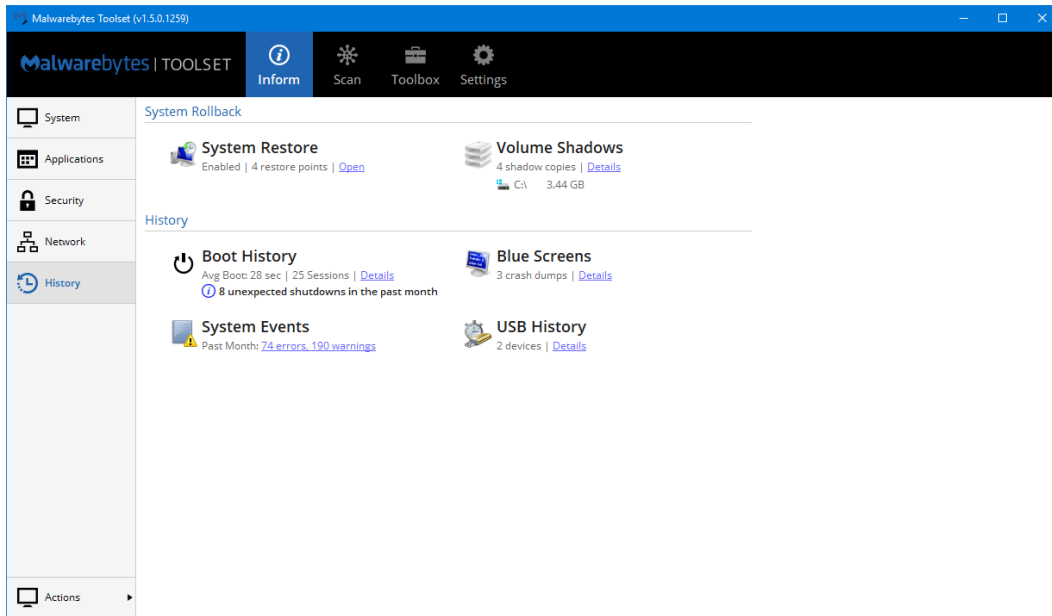 Malwarebytes Toolset (v1.5.0.1259)
Malwarebytes | TOOLSET
Inform
Scan
Toolbox
Settings
System
Applications
Security
Network
History
Actions
System Rollback
System Restore
Enabled | 4 restore points | Open
Volume Shadows
4 shadow copies | Details
C:\ 3.44 GB
History
Boot History
Avg Boot: 28 sec | 25 Sessions | Details
8 unexpected shutdowns in the past month
Blue Screens
3 crash dumps | Details
System Events
Past Month: 74 errors, 190 warnings
USB History
2 devices | Details